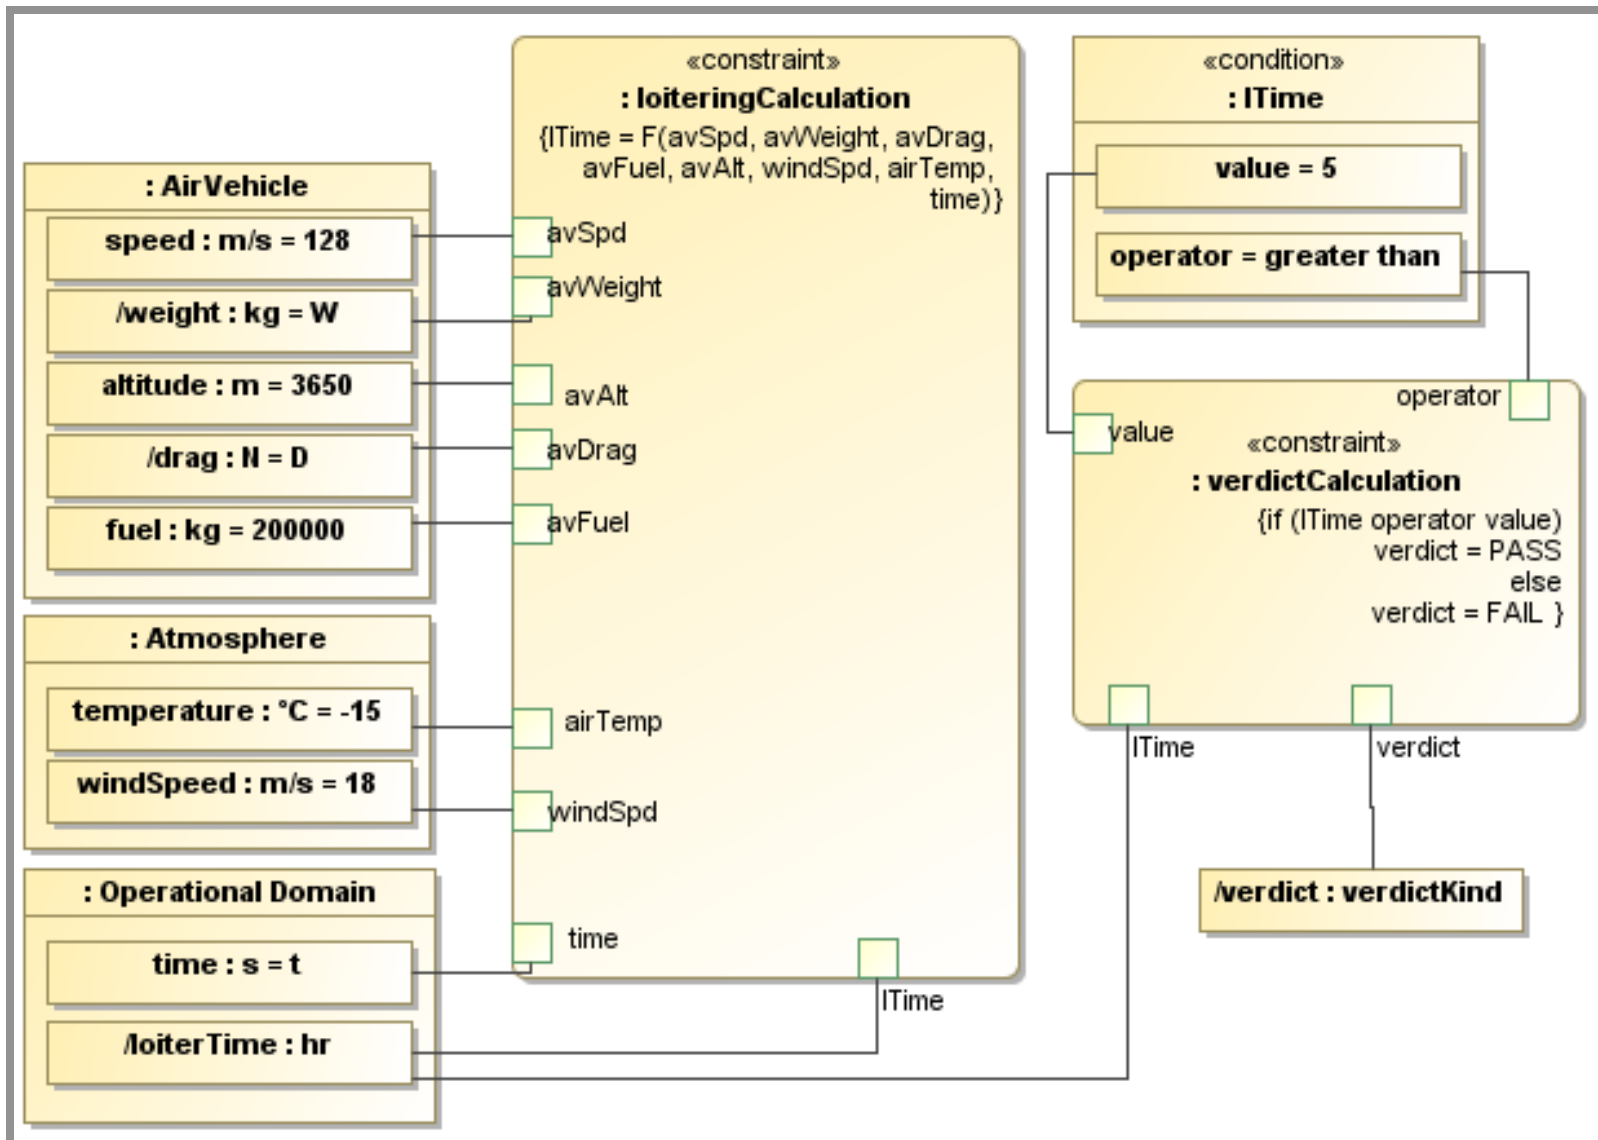 «constraint»
: loiteringCalculation
{lTime = F(avSpd, avWeight, avDrag,
avFuel, avAlt, windSpd, airTemp,
time)}
avSpd
avWeight
avAlt
avDrag
avFuel
airTemp
windSpd
time
lTime
: AirVehicle
speed : m/s = 128
/weight : kg = W
altitude : m = 3650
/drag : N = D
fuel : kg = 200000
: Atmosphere
temperature : °C = -15
windSpeed : m/s = 18
: Operational Domain
time : s = t
/loiterTime : hr
«condition»
: lTime
value = 5
operator = greater than
operator
value
«constraint»
: verdictCalculation
{if (lTime operator value)
verdict = PASS
else
verdict = FAIL }
lTime
verdict
/verdict : verdictKind